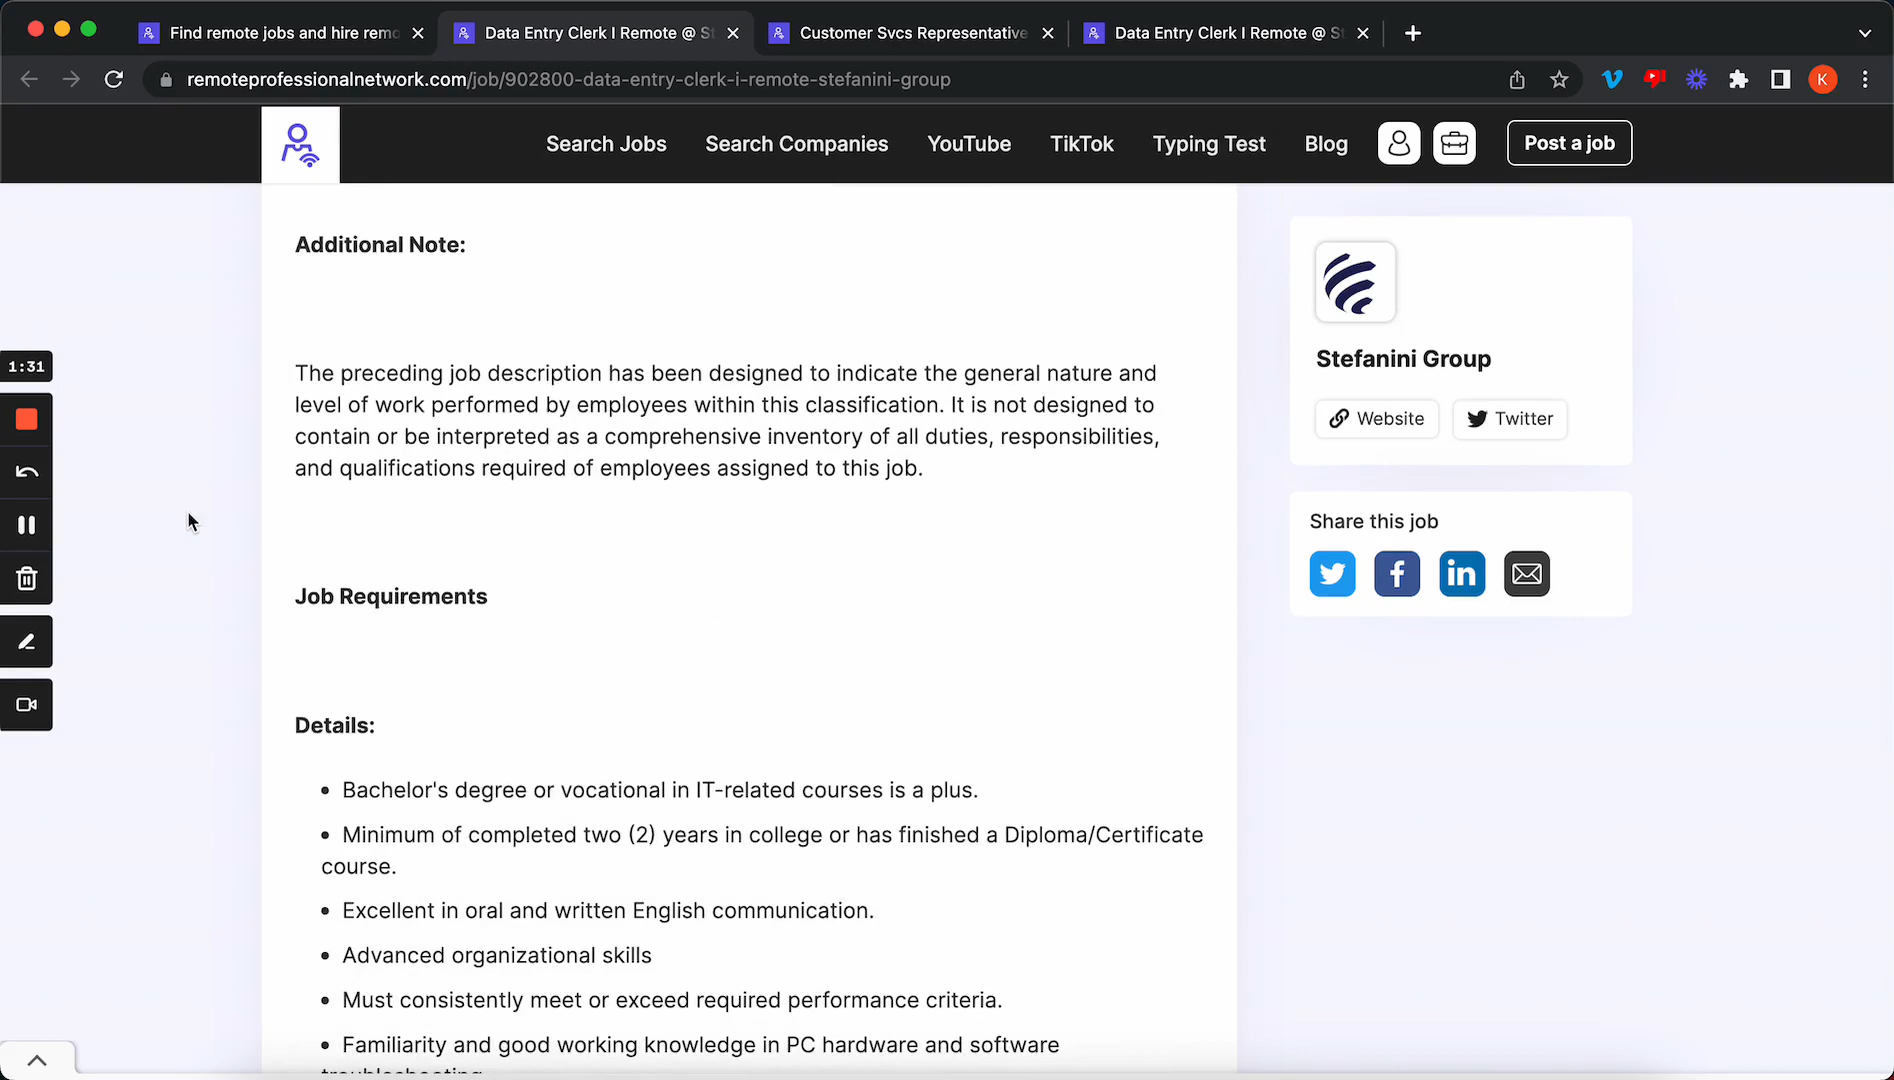 Find remote jobs and hire remo
Data Entry Clerk I Remote @ St
Customer Svcs Representative
Data Entry Clerk I Remote @ St
remoteprofessionalnetwork.com/job/902800-data-entry-clerk-i-remote-stefanini-group
K
Search Jobs
Search Companies
YouTube
TikTok
Typing Test
Blog
Post a job
Additional Note:
The preceding job description has been designed to indicate the general nature and
level of work performed by employees within this classification. It is not designed to
contain or be interpreted as a comprehensive inventory of all duties, responsibilities,
and qualifications required of employees assigned to this job.
Job Requirements
Details:
• Bachelor's degree or vocational in IT-related courses is a plus.
• Minimum of completed two (2) years in college or has finished a Diploma/Certificate
course.
• Excellent in oral and written English communication.
• Advanced organizational skills
• Must consistently meet or exceed required performance criteria.
• Familiarity and good working knowledge in PC hardware and software
troubleshooting
Stefanini Group
Website
Twitter
Share this job
1:31